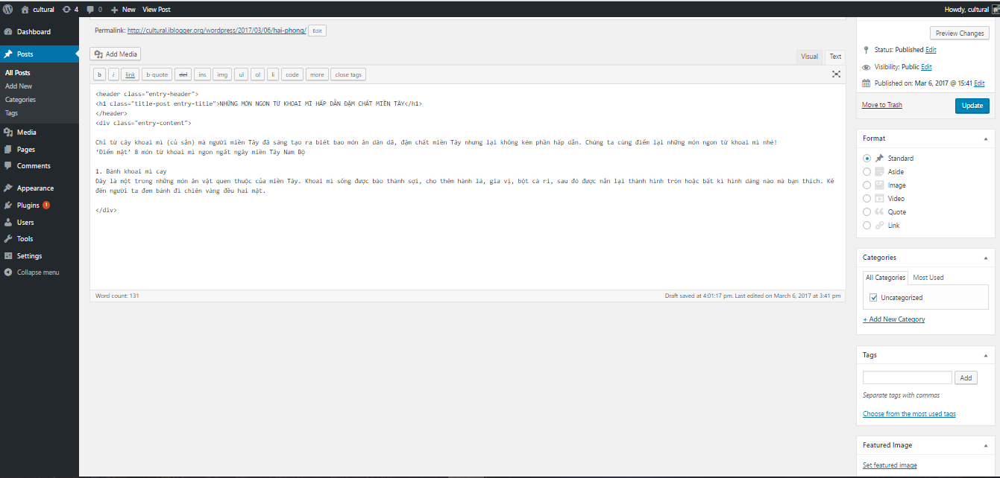 cultural 4 0 New View Post Howdy, cultural
Dashboard
Posts
All Posts
Add New
Categories
Tags
Media
Pages
Comments
Appearance
Plugins 1
Users
Tools
Settings
Collapse menu
Permalink: http://cultural.iblogger.org/wordpress/2017/03/06/hai-phong/ Edit
Add Media
Visual Text
b i link b-quote del ins img ul ol li code more close tags
<header class="entry-header">
<h1 class="title-post entry-title">NHỮNG MÓN NGON TỪ KHOAI MÌ HẤP DẪN ĐẬM CHẤT MIỀN TÂY</h1>
</header>
<div class="entry-content">
Chỉ từ cây khoai mì (củ sắn) mà người miền Tây đã sáng tạo ra biết bao món ăn dân dã, đậm chất miền Tây nhưng lại không kém phần hấp dẫn. Chúng ta cùng điểm lại những món ngon từ khoai mì nhé!
‘Điểm mặt’ 8 món từ khoai mì ngon ngất ngây miền Tây Nam Bộ
1. Bánh khoai mì cay
Đây là một trong những món ăn vặt quen thuộc của miền Tây. Khoai mì sống được bào thành sợi, cho thêm hành lá, gia vị, bột cà ri, sau đó được nắn lại thành hình tròn hoặc bất kì hình dáng nào mà bạn thích. Kế
đến người ta đem bánh đi chiên vàng đều hai mặt.
</div>
Word count: 131 Draft saved at 4:01:17 pm. Last edited on March 6, 2017 at 3:41 pm
Preview Changes
Status: Published Edit
Visibility: Public Edit
Published on: Mar 6, 2017 @ 15:41 Edit
Move to Trash Update
Format
Standard
Aside
Image
Video
Quote
Link
Categories
All Categories Most Used
Uncategorized
+ Add New Category
Tags
Add
Separate tags with commas
Choose from the most used tags
Featured Image
Set featured image